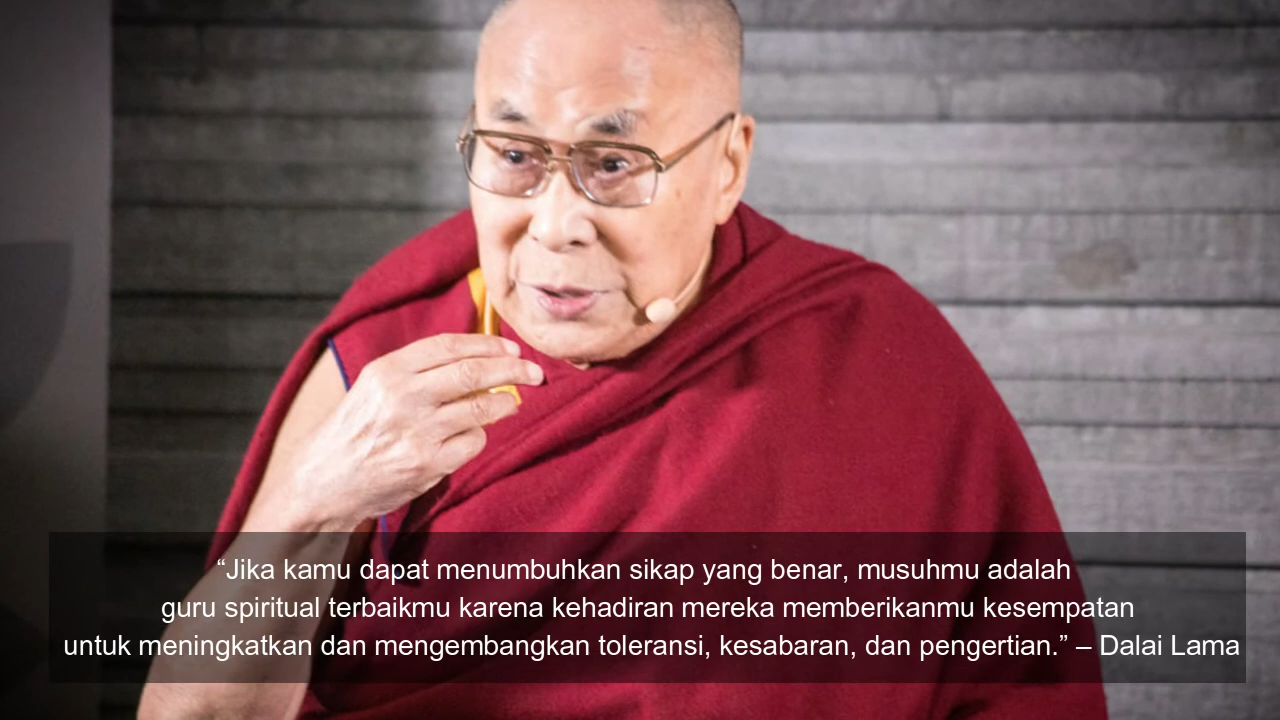 “Jika kamu dapat menumbuhkan sikap yang benar, musuhmu adalah
guru spiritual terbaikmu karena kehadiran mereka memberikanmu kesempatan
untuk meningkatkan dan mengembangkan toleransi, kesabaran, dan pengertian.” – Dalai Lama